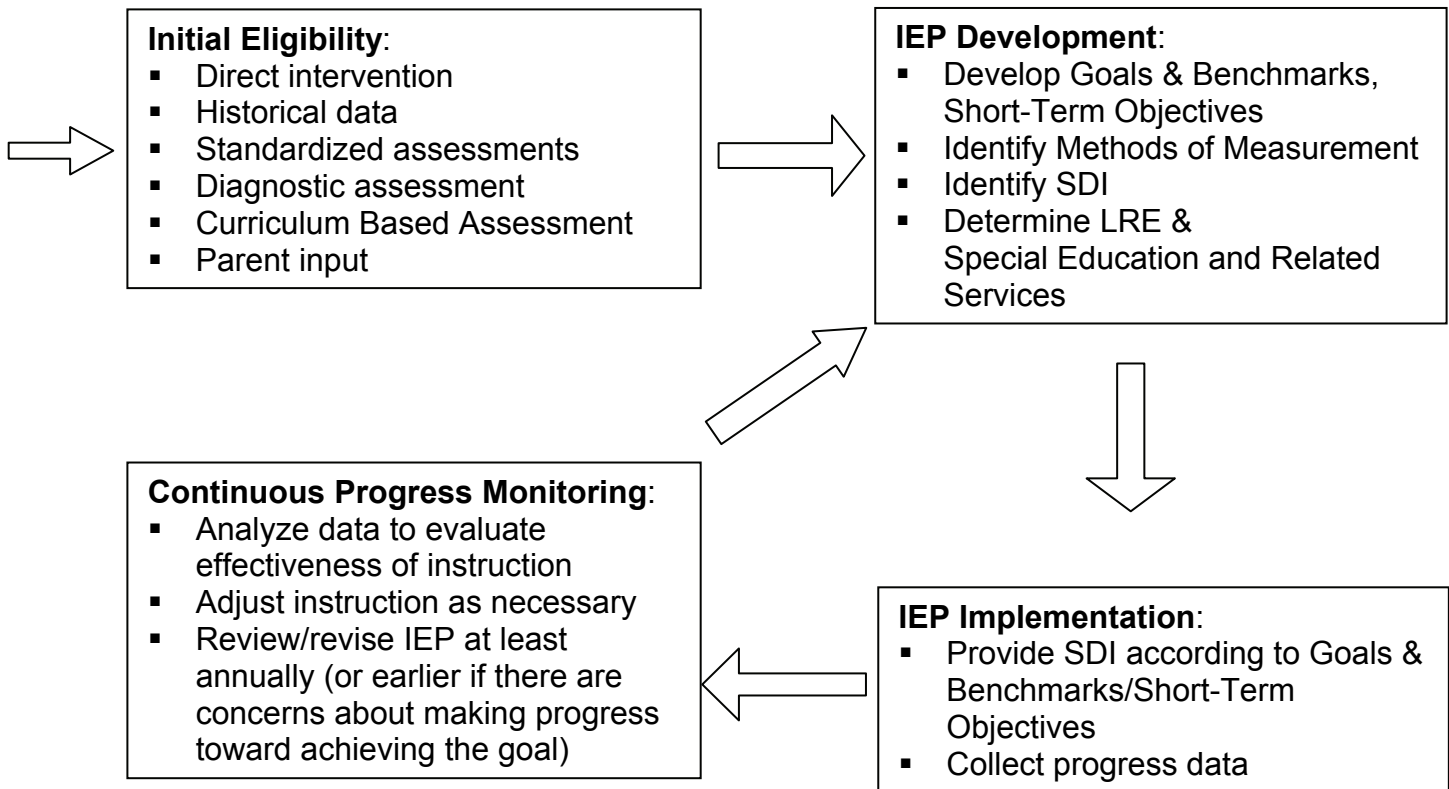 Initial Eligibility:
▪ Direct intervention
▪ Historical data
▪ Standardized assessments
▪ Diagnostic assessment
▪ Curriculum Based Assessment
▪ Parent input
IEP Development:
▪ Develop Goals & Benchmarks,
Short-Term Objectives
▪ Identify Methods of Measurement
▪ Identify SDI
▪ Determine LRE &
Special Education and Related
Services
Continuous Progress Monitoring:
▪ Analyze data to evaluate
effectiveness of instruction
▪ Adjust instruction as necessary
▪ Review/revise IEP at least
annually (or earlier if there are
concerns about making progress
toward achieving the goal)
IEP Implementation:
▪ Provide SDI according to Goals &
Benchmarks/Short-Term
Objectives
▪ Collect progress data